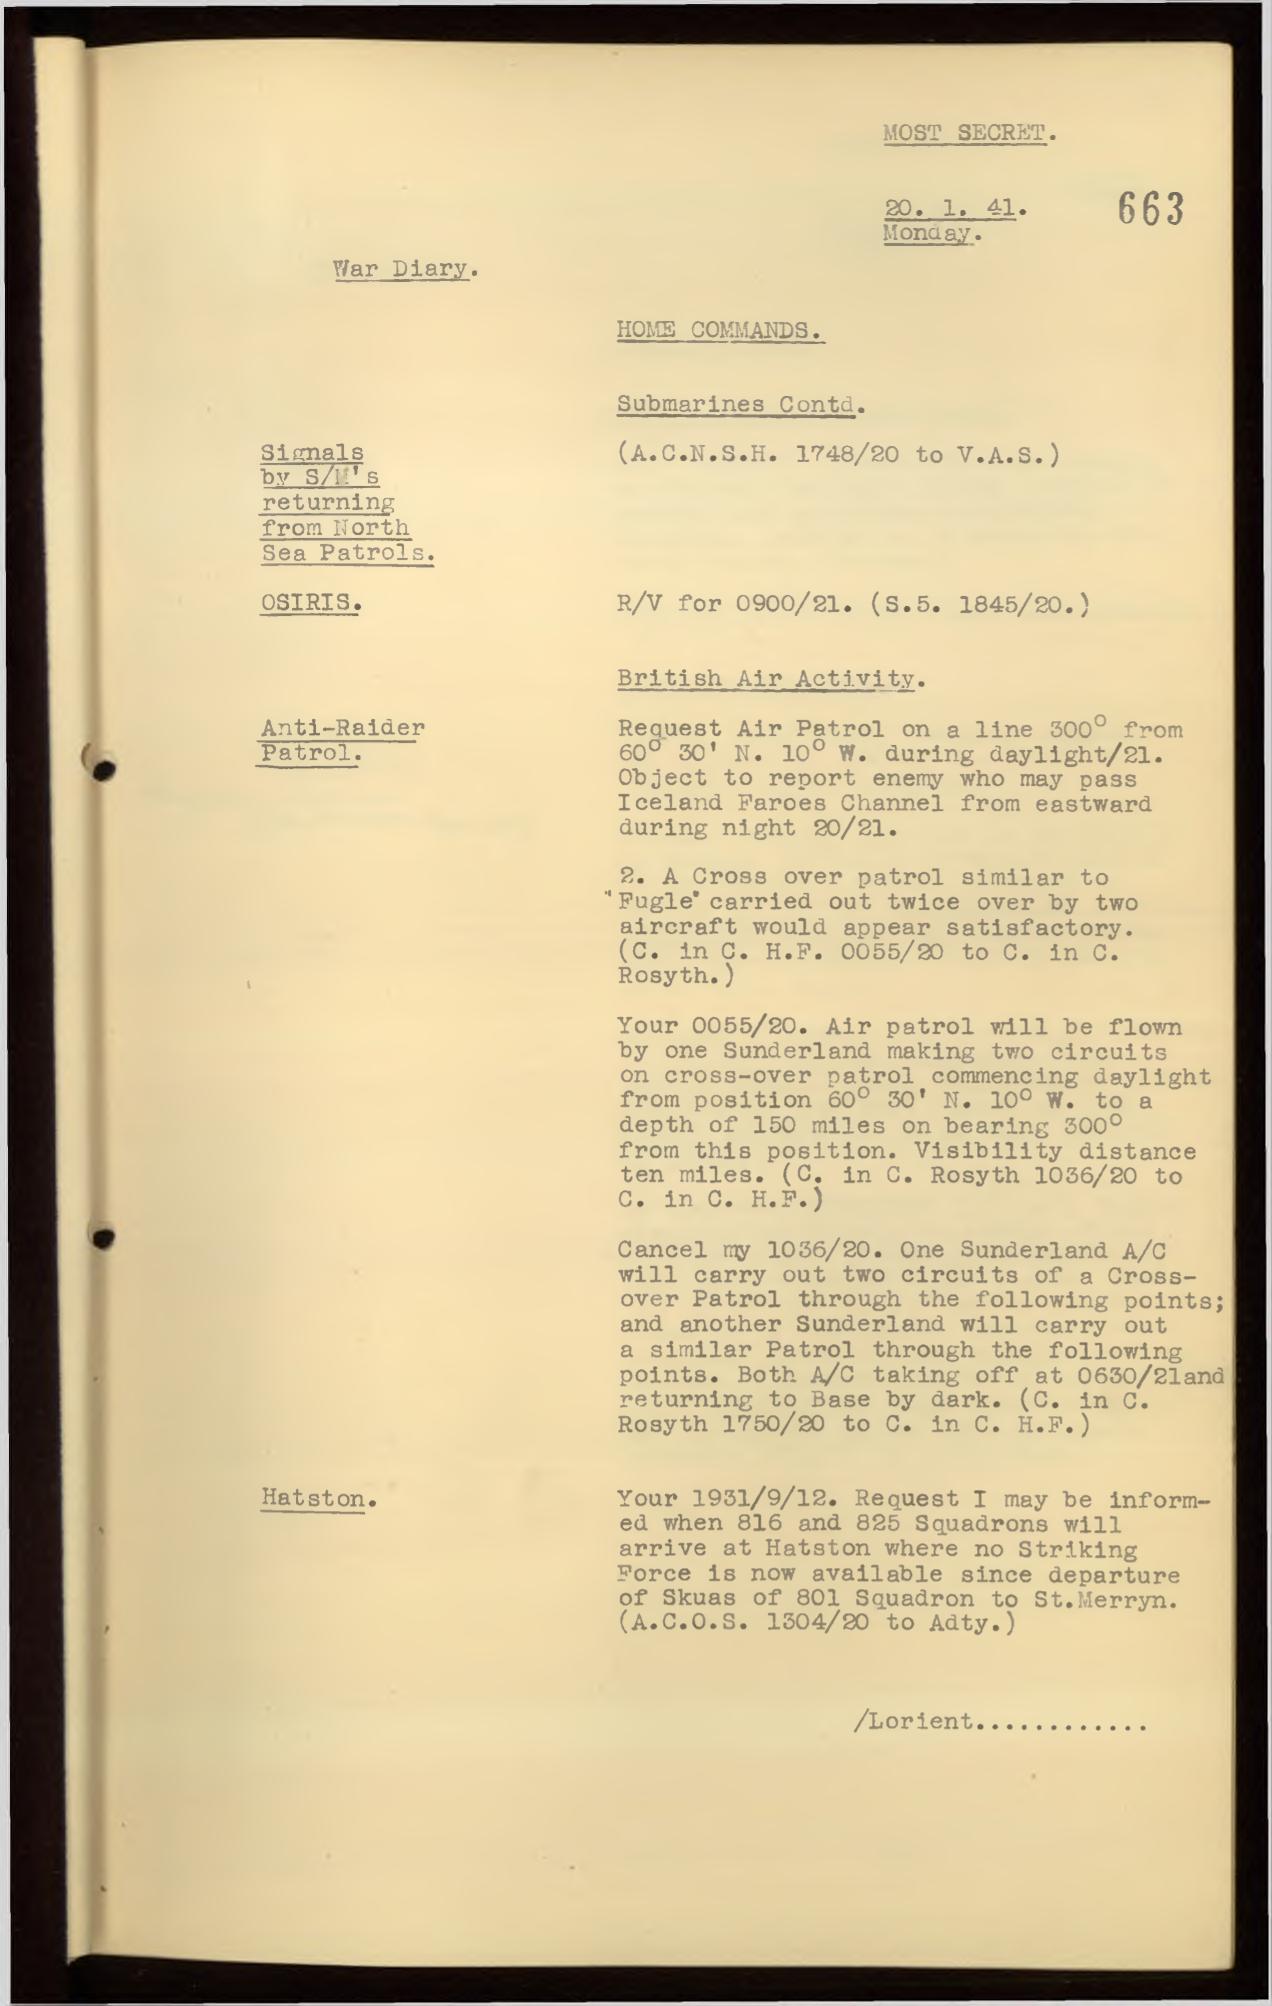 MOST SECRET.
20. 1. 41.
663
Monday.
War Diary.
HOME COMMANDS.
Submarines Contd.
Signals
by S/M's
returning
from North
Sea Patrols.
(A.C.N.S.H. 1748/20 to V.A.S.)
OSIRIS.
R/V for 0900/21. (S.5. 1845/20.)
British Air Activity.
Anti-Raider
Patrol.
Request Air Patrol on a line 300° from
60° 30' N. 10° W. during daylight/21.
Object to report enemy who may pass
Iceland Faroes Channel from eastward
during night 20/21.
2. A Cross over patrol similar to
"Fugle" carried out twice over by two
aircraft would appear satisfactory.
(C. in C. H.F. 0055/20 to C. in C.
Rosyth.)
Your 0055/20. Air patrol will be flown
by one Sunderland making two circuits
on cross-over patrol commencing daylight
from position 60° 30' N. 10° W. to a
depth of 150 miles on bearing 300°
from this position. Visibility distance
ten miles. (C. in C. Rosyth 1036/20 to
C. in C. H.F.)
Cancel my 1036/20. One Sunderland A/C
will carry out two circuits of a Cross-
over Patrol through the following points;
and another Sunderland will carry out
a similar Patrol through the following
points. Both A/C taking off at 0630/21and
returning to Base by dark. (C. in C.
Rosyth 1750/20 to C. in C. H.F.)
Hatston.
Your 1931/9/12. Request I may be inform-
ed when 816 and 825 Squadrons will
arrive at Hatston where no Striking
Force is now available since departure
of Skuas of 801 Squadron to St.Merryn.
(A.C.O.S. 1304/20 to Adty.)
/Lorient............